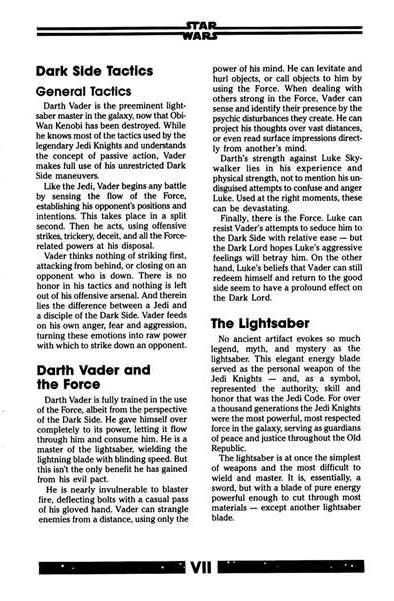 STAR
WARS
Dark Side Tactics
General Tactics
Darth Vader is the preeminent light-
saber master in the galaxy, now that Obi-
Wan Kenobi has been destroyed. While
he knows most of the tactics used by the
legendary Jedi Knights and understands
the concept of passive action, Vader
makes full use of his unrestricted Dark
Side maneuvers.
Like the Jedi, Vader begins any battle
by sensing the flow of the Force,
establishing his opponent's positions and
intentions. This takes place in a split
second. Then he acts, using offensive
strikes, trickery, deceit, and all the Force-
related powers at his disposal.
Vader thinks nothing of striking first,
attacking from behind, or closing on an
opponent who is down. There is no
honor in his tactics and nothing is left
out of his offensive arsenal. And therein
lies the difference between a Jedi and
a disciple of the Dark Side. Vader feeds
on his own anger, fear and aggression,
turning these emotions into raw power
with which to strike down an opponent.
Darth Vader and
the Force
Darth Vader is fully trained in the use
of the Force, albeit from the perspective
of the Dark Side. He gave himself over
completely to its power, letting it flow
through him and consume him. He is a
master of the lightsaber, wielding the
lightning blade with blinding speed. But
this isn't the only benefit he has gained
from his evil pact.
He is nearly invulnerable to blaster
fire, deflecting bolts with a casual pass
of his gloved hand. Vader can strangle
enemies from a distance, using only the
power of his mind. He can levitate and
hurl objects, or call objects to him by
using the Force. When dealing with
others strong in the Force, Vader can
sense and identify their presence by the
psychic disturbances they create. He can
project his thoughts over vast distances,
or even read surface impressions direct-
ly from another's mind.
Darth's strength against Luke Sky-
walker lies in his experience and
physical strength, not to mention his un-
disguised attempts to confuse and anger
Luke. Used at the right moments, these
can be devastating.
Finally, there is the Force. Luke can
resist Vader's attempts to seduce him to
the Dark Side with relative ease — but
the Dark Lord hopes Luke's aggressive
feelings will betray him. On the other
hand, Luke's beliefs that Vader can still
redeem himself and return to the good
side seem to have a profound effect on
the Dark Lord.
The Lightsaber
No ancient artifact evokes so much
legend, myth, and mystery as the
lightsaber. This elegant energy blade
served as the personal weapon of the
Jedi Knights — and, as a symbol,
represented the authority, skill and
honor that was the Jedi Code. For over
a thousand generations the Jedi Knights
were the most powerful, most respected
force in the galaxy, serving as guardians
of peace and justice throughout the Old
Republic.
The lightsaber is at once the simplest
of weapons and the most difficult to
wield and master. It is, essentially, a
sword, but with a blade of pure energy
powerful enough to cut through most
materials — except another lightsaber
blade.
VII